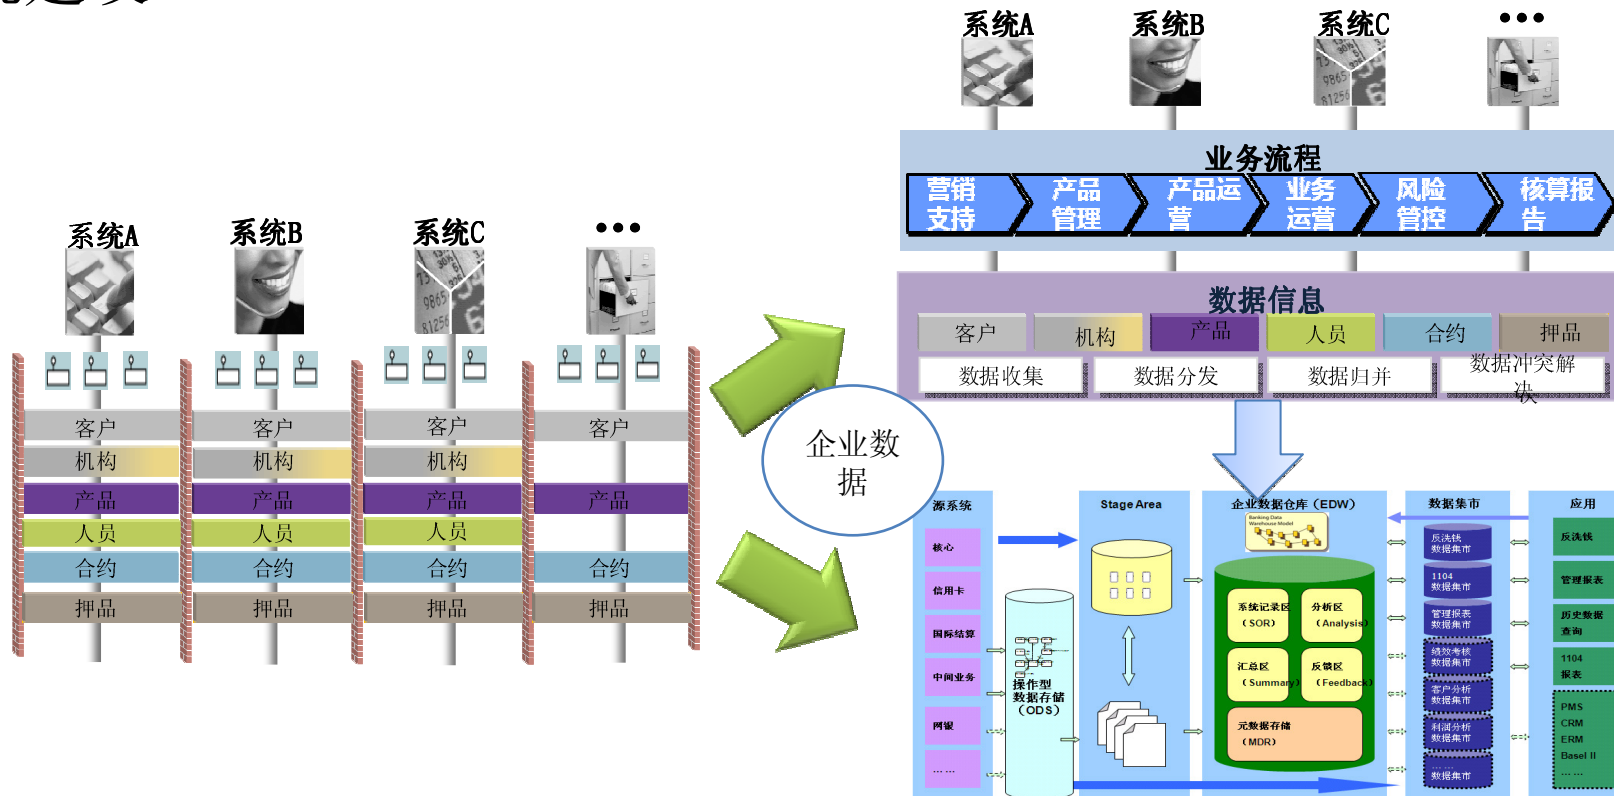 系统A
系统B
系统C
•••
客户
客户
客户
客户
机构
机构
机构
产品
产品
产品
产品
人员
人员
人员
合约
合约
合约
合约
押品
押品
押品
押品
企业数
据
系统A
系统B
系统C
•••
业务流程
营销
支持
产品
管理
产品运
营
业务
运营
风险
管控
核算报
告
数据信息
客户
机构
产品
人员
合约
押品
数据收集
数据分发
数据归并
数据冲突解
决
源系统
核心
信用卡
国际结算
中间业务
网银
... ...
操作型
数据存储
（ODS）
Stage Area
企业数据仓库（EDW）
Banking Data
Warehouse Model
系统记录区
（SOR）
分析区
（Analysis）
汇总区
（Summary）
反馈区
（Feedback）
元数据存储
（MDR）
数据集市
反洗钱
数据集市
1104
数据集市
管理报表
数据集市
绩效考核
数据集市
客户分析
数据集市
利润分析
数据集市
... ...
数据集市
应用
反洗钱
管理报表
历史数据
查询
1104
报表
PMS
CRM
ERM
Basel II
... ...